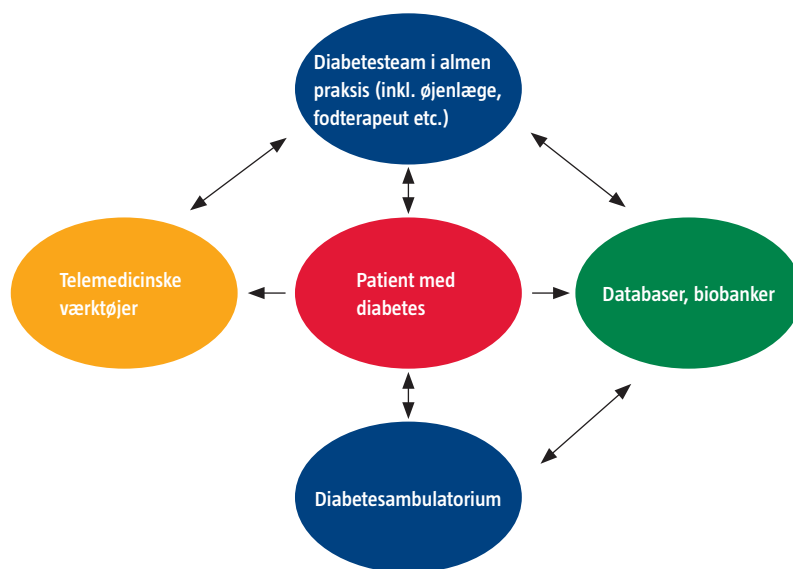 Diabetesteam i almen
praksis (inkl. øjenlæge,
fodterapeut etc.)
Telemedicinske
værktøjer
Patient med
diabetes
Databaser, biobanker
Diabetesambulatorium